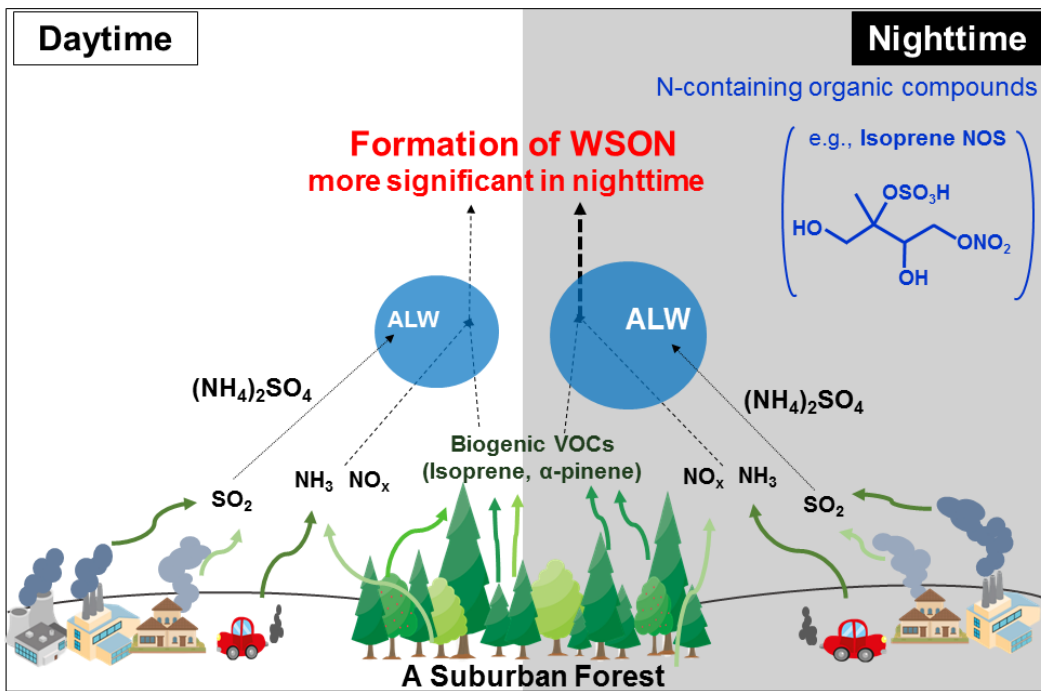 Daytime
Nighttime
N-containing organic compounds
e.g., Isoprene NOS
OSO₃H
HO
ONO₂
OH
Formation of WSON
more significant in nighttime
ALW
ALW
(NH₄)₂SO₄
(NH₄)₂SO₄
Biogenic VOCs
(Isoprene, α-pinene)
SO₂
NH₃ NOₓ
NOₓ NH₃
SO₂
A Suburban Forest